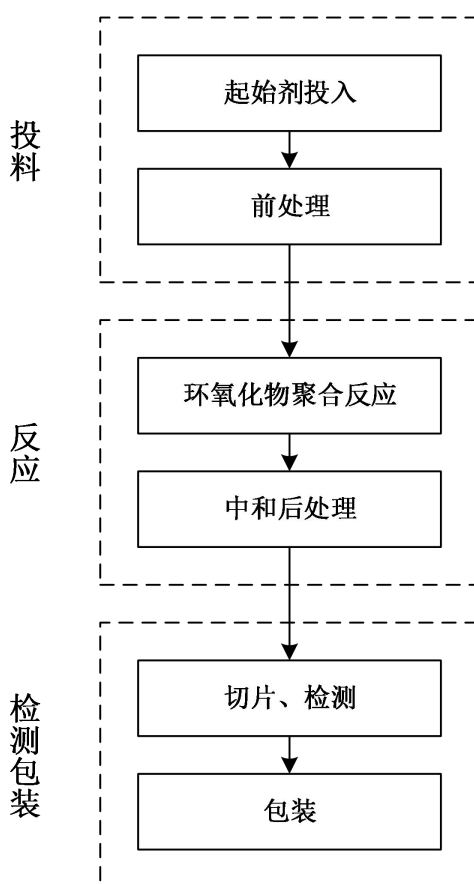 投料
起始剂投入
前处理
反应
环氧化物聚合反应
中和后处理
检测包装
切片、检测
包装